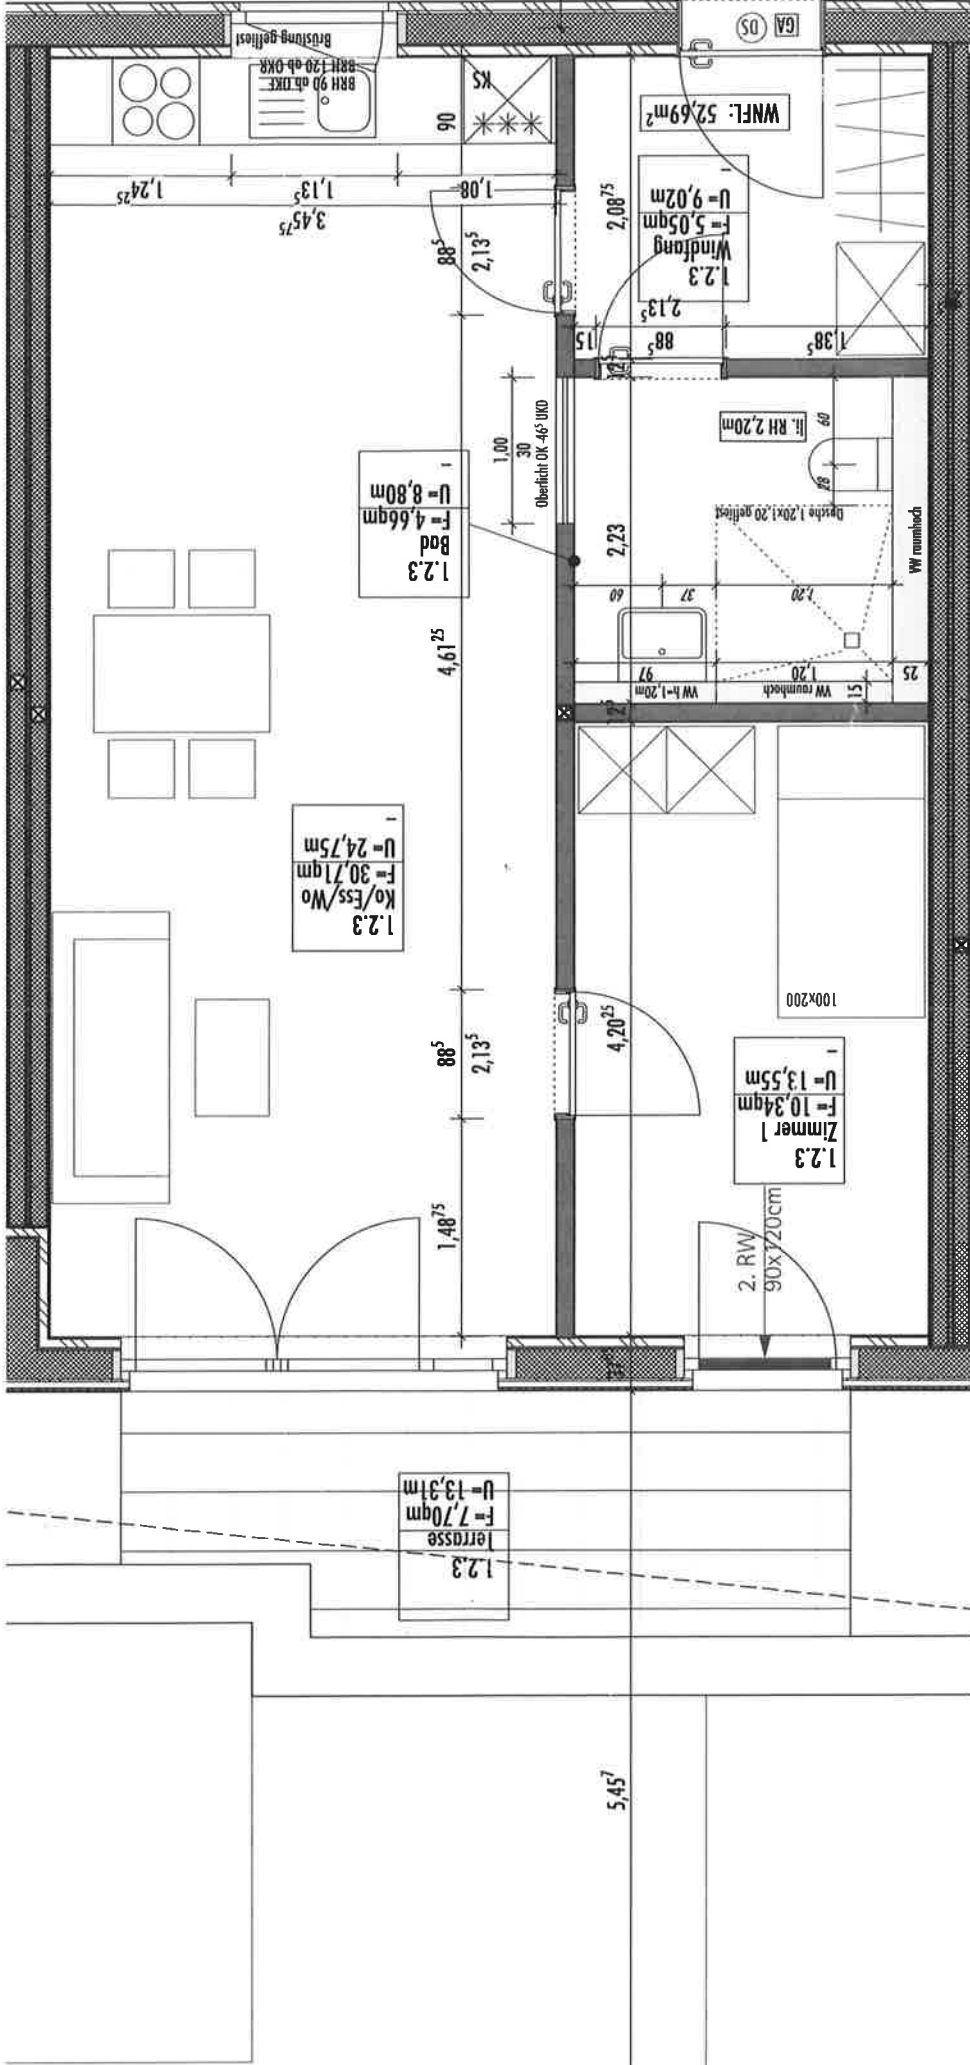 GA
DS
Brüstung gefliest
BRH 120 ab OKR
BRH 90 ab OKF
KS
90
WNFL: 52,69m²
1,24²⁵
1,13⁵
1,08
3,45⁷⁵
88⁵
2,13⁵
2,08⁷⁵
1.2.3
Windfang
F= 5,05qm
U= 9,02m
-
2,13⁵
15
88⁵
1,38⁵
12⁵
1,00
30
Oberlicht OK -46⁵ UKD
li. RH 2,20m
60
28
1.2.3
Bad
F= 4,66qm
U= 8,80m
-
2,23
Dusche 1,20x1,20 gefliest
VW raumhoch
60
37
1,20
4,61²⁵
97
1,20
25
VW h=1,20m
VW raumhoch
15
12⁵
1.2.3
Ko/Ess/Wo
F= 30,71qm
U= 24,75m
-
100x200
88⁵
2,13⁵
4,20²⁵
1.2.3
Zimmer 1
F= 10,34qm
U= 13,55m
-
1,48⁷⁵
2. RW
90x120cm
1.2.3
Terrasse
F= 7,70qm
U= 13,31m
5,45⁷